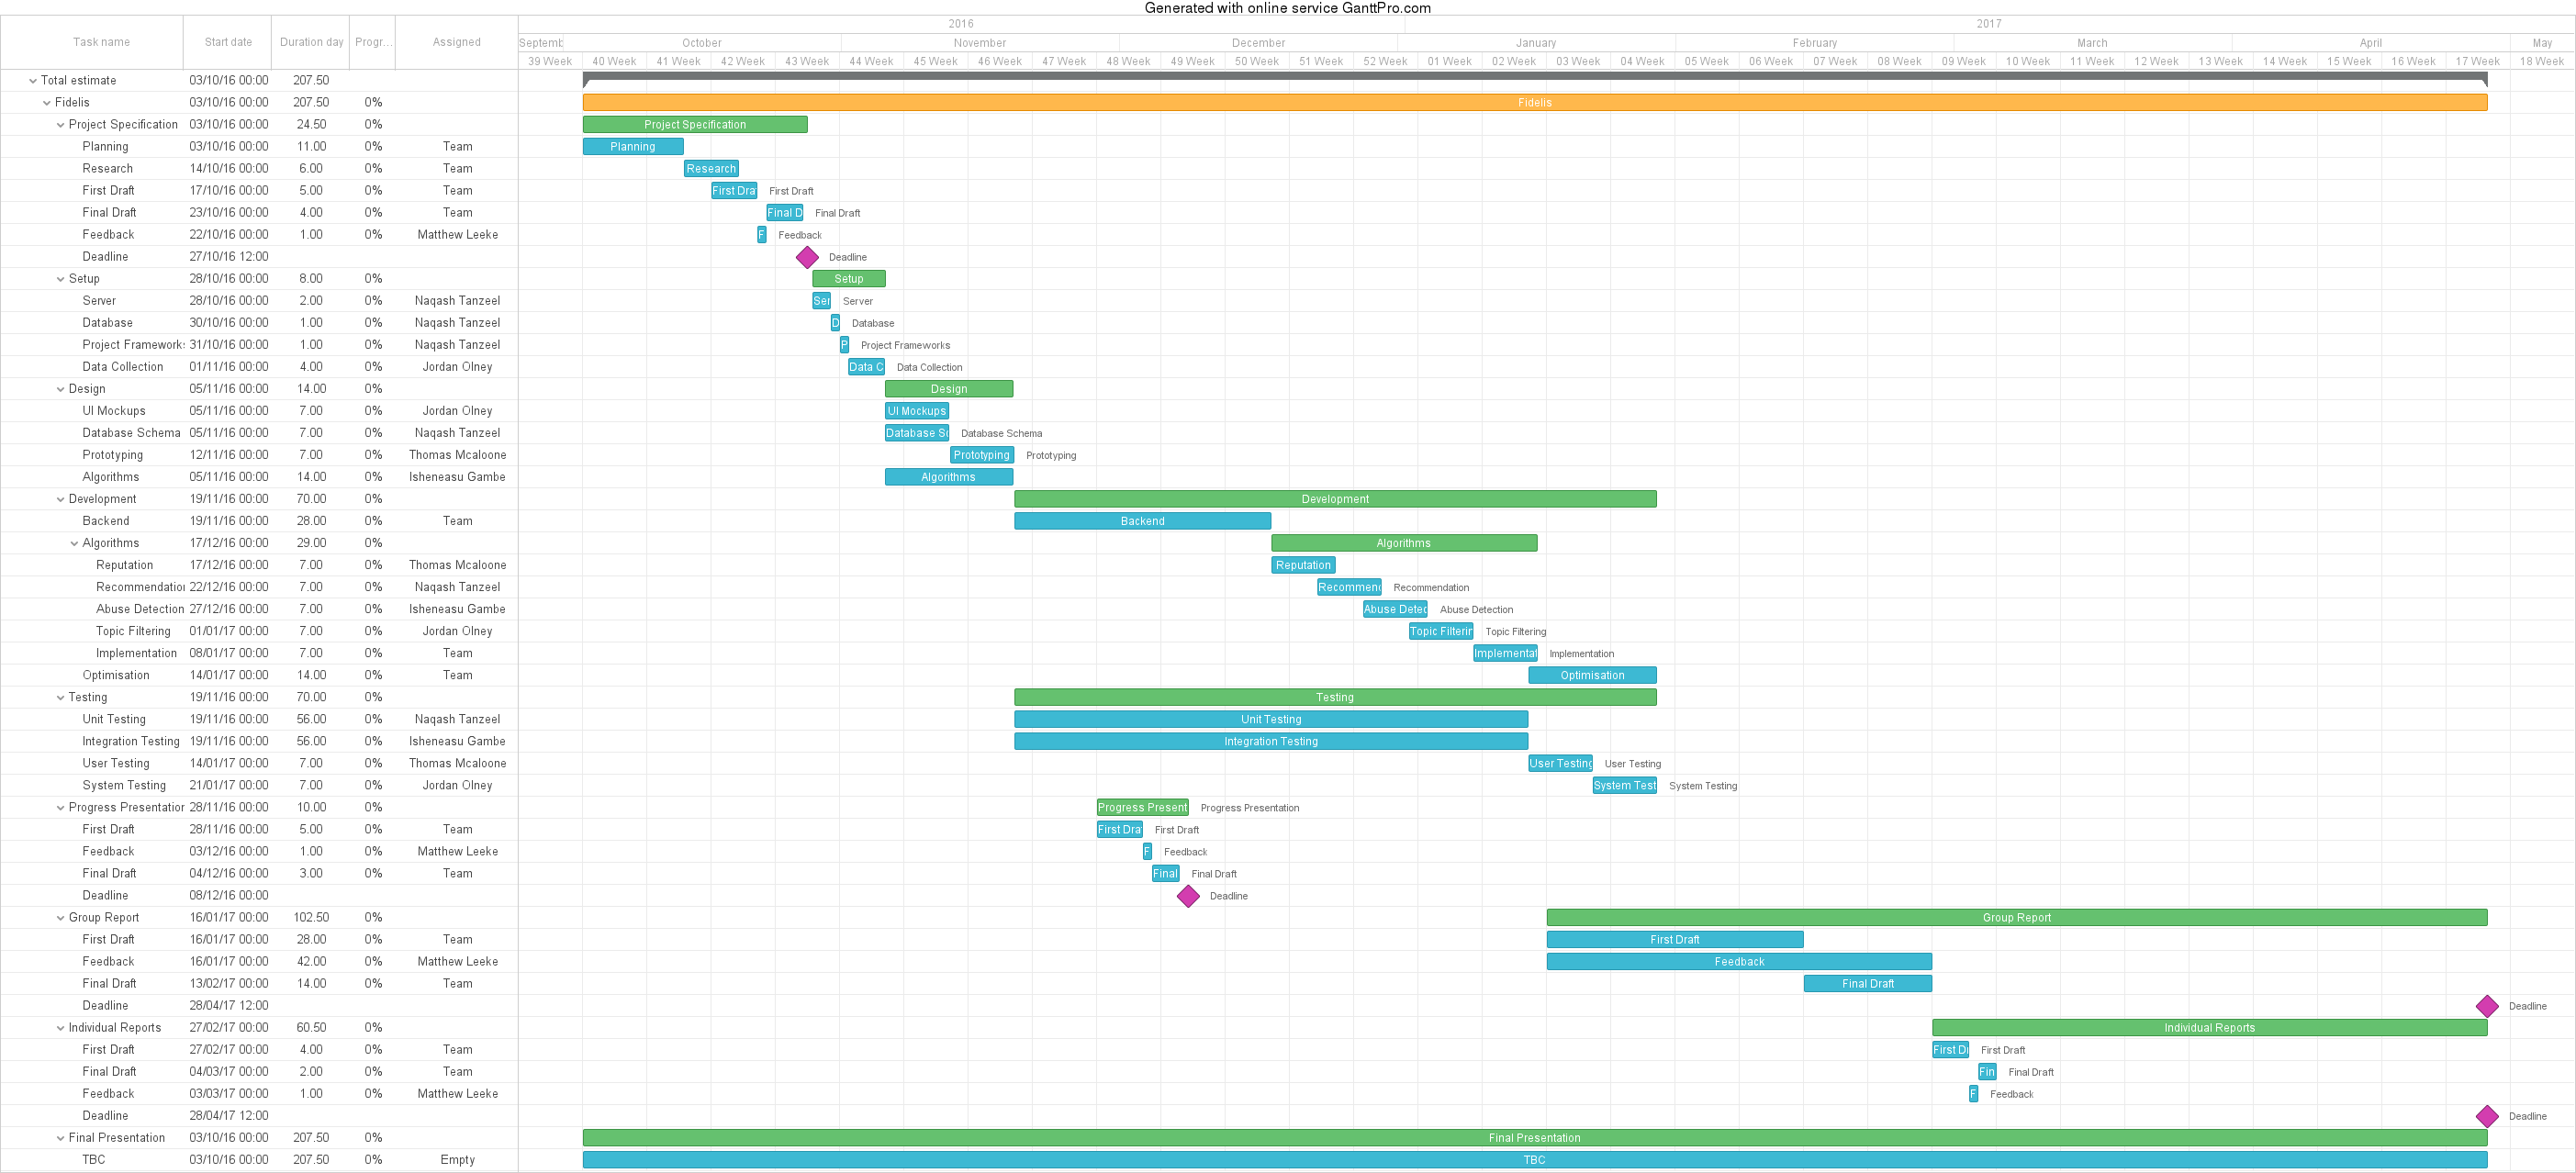 Generated with online service GanttPro.com
2016 2017
Task name Start date Duration day Progr... Assigned Septemb October November December January February March April May
39 Week 40 Week 41 Week 42 Week 43 Week 44 Week 45 Week 46 Week 47 Week 48 Week 49 Week 50 Week 51 Week 52 Week 01 Week 02 Week 03 Week 04 Week 05 Week 06 Week 07 Week 08 Week 09 Week 10 Week 11 Week 12 Week 13 Week 14 Week 15 Week 16 Week 17 Week 18 Week
Total estimate 03/10/16 00:00 207.50
Fidelis 03/10/16 00:00 207.50 0% Fidelis
Project Specification 03/10/16 00:00 24.50 0% Project Specification
Planning 03/10/16 00:00 11.00 0% Team Planning
Research 14/10/16 00:00 6.00 0% Team Research
First Draft 17/10/16 00:00 5.00 0% Team First Dra First Draft
Final Draft 23/10/16 00:00 4.00 0% Team Final D Final Draft
Feedback 22/10/16 00:00 1.00 0% Matthew Leeke F Feedback
Deadline 27/10/16 12:00 Deadline
Setup 28/10/16 00:00 8.00 0% Setup
Server 28/10/16 00:00 2.00 0% Naqash Tanzeel Ser Server
Database 30/10/16 00:00 1.00 0% Naqash Tanzeel D Database
Project Frameworks 31/10/16 00:00 1.00 0% Naqash Tanzeel P Project Frameworks
Data Collection 01/11/16 00:00 4.00 0% Jordan Olney Data C Data Collection
Design 05/11/16 00:00 14.00 0% Design
UI Mockups 05/11/16 00:00 7.00 0% Jordan Olney UI Mockups
Database Schema 05/11/16 00:00 7.00 0% Naqash Tanzeel Database Sc Database Schema
Prototyping 12/11/16 00:00 7.00 0% Thomas Mcaloone Prototyping Prototyping
Algorithms 05/11/16 00:00 14.00 0% Isheneasu Gambe Algorithms
Development 19/11/16 00:00 70.00 0% Development
Backend 19/11/16 00:00 28.00 0% Team Backend
Algorithms 17/12/16 00:00 29.00 0% Algorithms
Reputation 17/12/16 00:00 7.00 0% Thomas Mcaloone Reputation
Recommendatio 22/12/16 00:00 7.00 0% Naqash Tanzeel Recommenc Recommendation
Abuse Detection 27/12/16 00:00 7.00 0% Isheneasu Gambe Abuse Detec Abuse Detection
Topic Filtering 01/01/17 00:00 7.00 0% Jordan Olney Topic Filterin Topic Filtering
Implementation 08/01/17 00:00 7.00 0% Team Implementat Implementation
Optimisation 14/01/17 00:00 14.00 0% Team Optimisation
Testing 19/11/16 00:00 70.00 0% Testing
Unit Testing 19/11/16 00:00 56.00 0% Naqash Tanzeel Unit Testing
Integration Testing 19/11/16 00:00 56.00 0% Isheneasu Gambe Integration Testing
User Testing 14/01/17 00:00 7.00 0% Thomas Mcaloone User Testing User Testing
System Testing 21/01/17 00:00 7.00 0% Jordan Olney System Test System Testing
Progress Presentation 28/11/16 00:00 10.00 0% Progress Present Progress Presentation
First Draft 28/11/16 00:00 5.00 0% Team First Dra First Draft
Feedback 03/12/16 00:00 1.00 0% Matthew Leeke F Feedback
Final Draft 04/12/16 00:00 3.00 0% Team Final Final Draft
Deadline 08/12/16 00:00 Deadline
Group Report 16/01/17 00:00 102.50 0% Group Report
First Draft 16/01/17 00:00 28.00 0% Team First Draft
Feedback 16/01/17 00:00 42.00 0% Matthew Leeke Feedback
Final Draft 13/02/17 00:00 14.00 0% Team Final Draft
Deadline 28/04/17 12:00 Deadline
Individual Reports 27/02/17 00:00 60.50 0% Individual Reports
First Draft 27/02/17 00:00 4.00 0% Team First D First Draft
Final Draft 04/03/17 00:00 2.00 0% Team Fin Final Draft
Feedback 03/03/17 00:00 1.00 0% Matthew Leeke F Feedback
Deadline 28/04/17 12:00 Deadline
Final Presentation 03/10/16 00:00 207.50 0% Final Presentation
TBC 03/10/16 00:00 207.50 0% Empty TBC